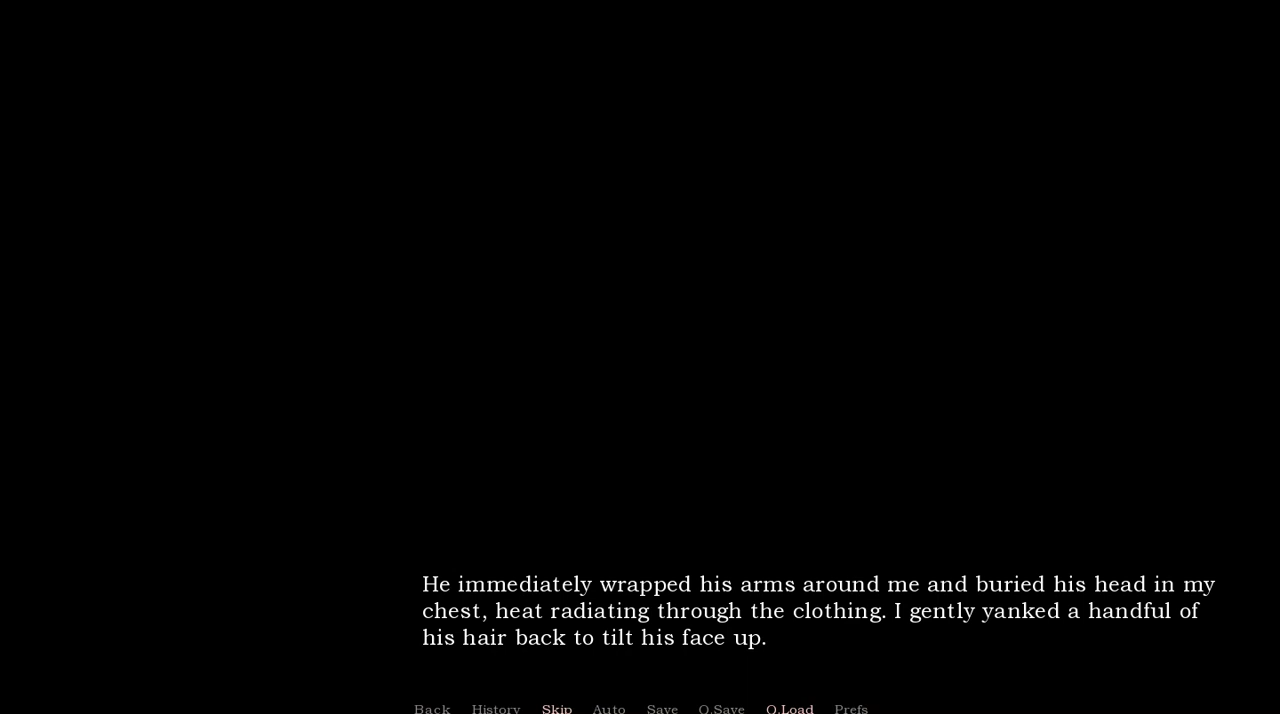 He immediately wrapped his arms around me and buried his head in my
chest, heat radiating through the clothing. I gently yanked a handful of
his hair back to tilt his face up.
Back History Skip Auto Save Q.Save Q.Load Prefs